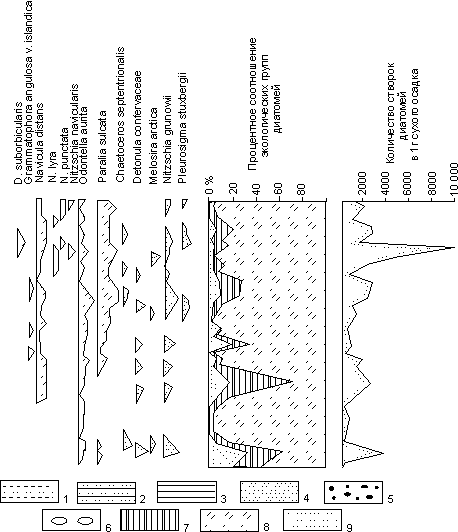 D. suborbicularis
Grammatophora angulosa v. islandica
Navicula distans
N. lyra
N. punctata
Nitzschia navicularis
Odontella aurita
Paralia sulcata
Chaetoceros septentrionalis
Detonula confervaceae
Melosira arctica
Nitzschia grunowii
Pleurosigma stuxbergii
Процентное соотношение
экологических групп
диатомей
0 %
20
40
60
80
Количество створок
диатомей
в 1г сухого осадка
2000
4000
6000
8000
10 000
1
2
3
4
5
6
7
8
9